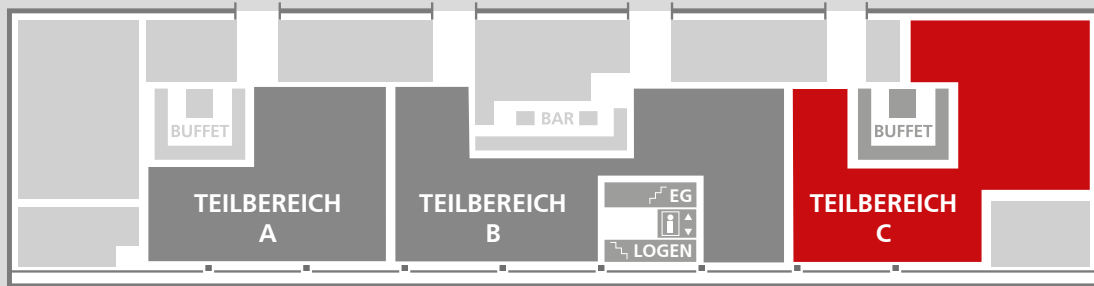 BUFFET
BAR
BUFFET
TEILBEREICH
A
TEILBEREICH
B
EG
LOGEN
TEILBEREICH
C